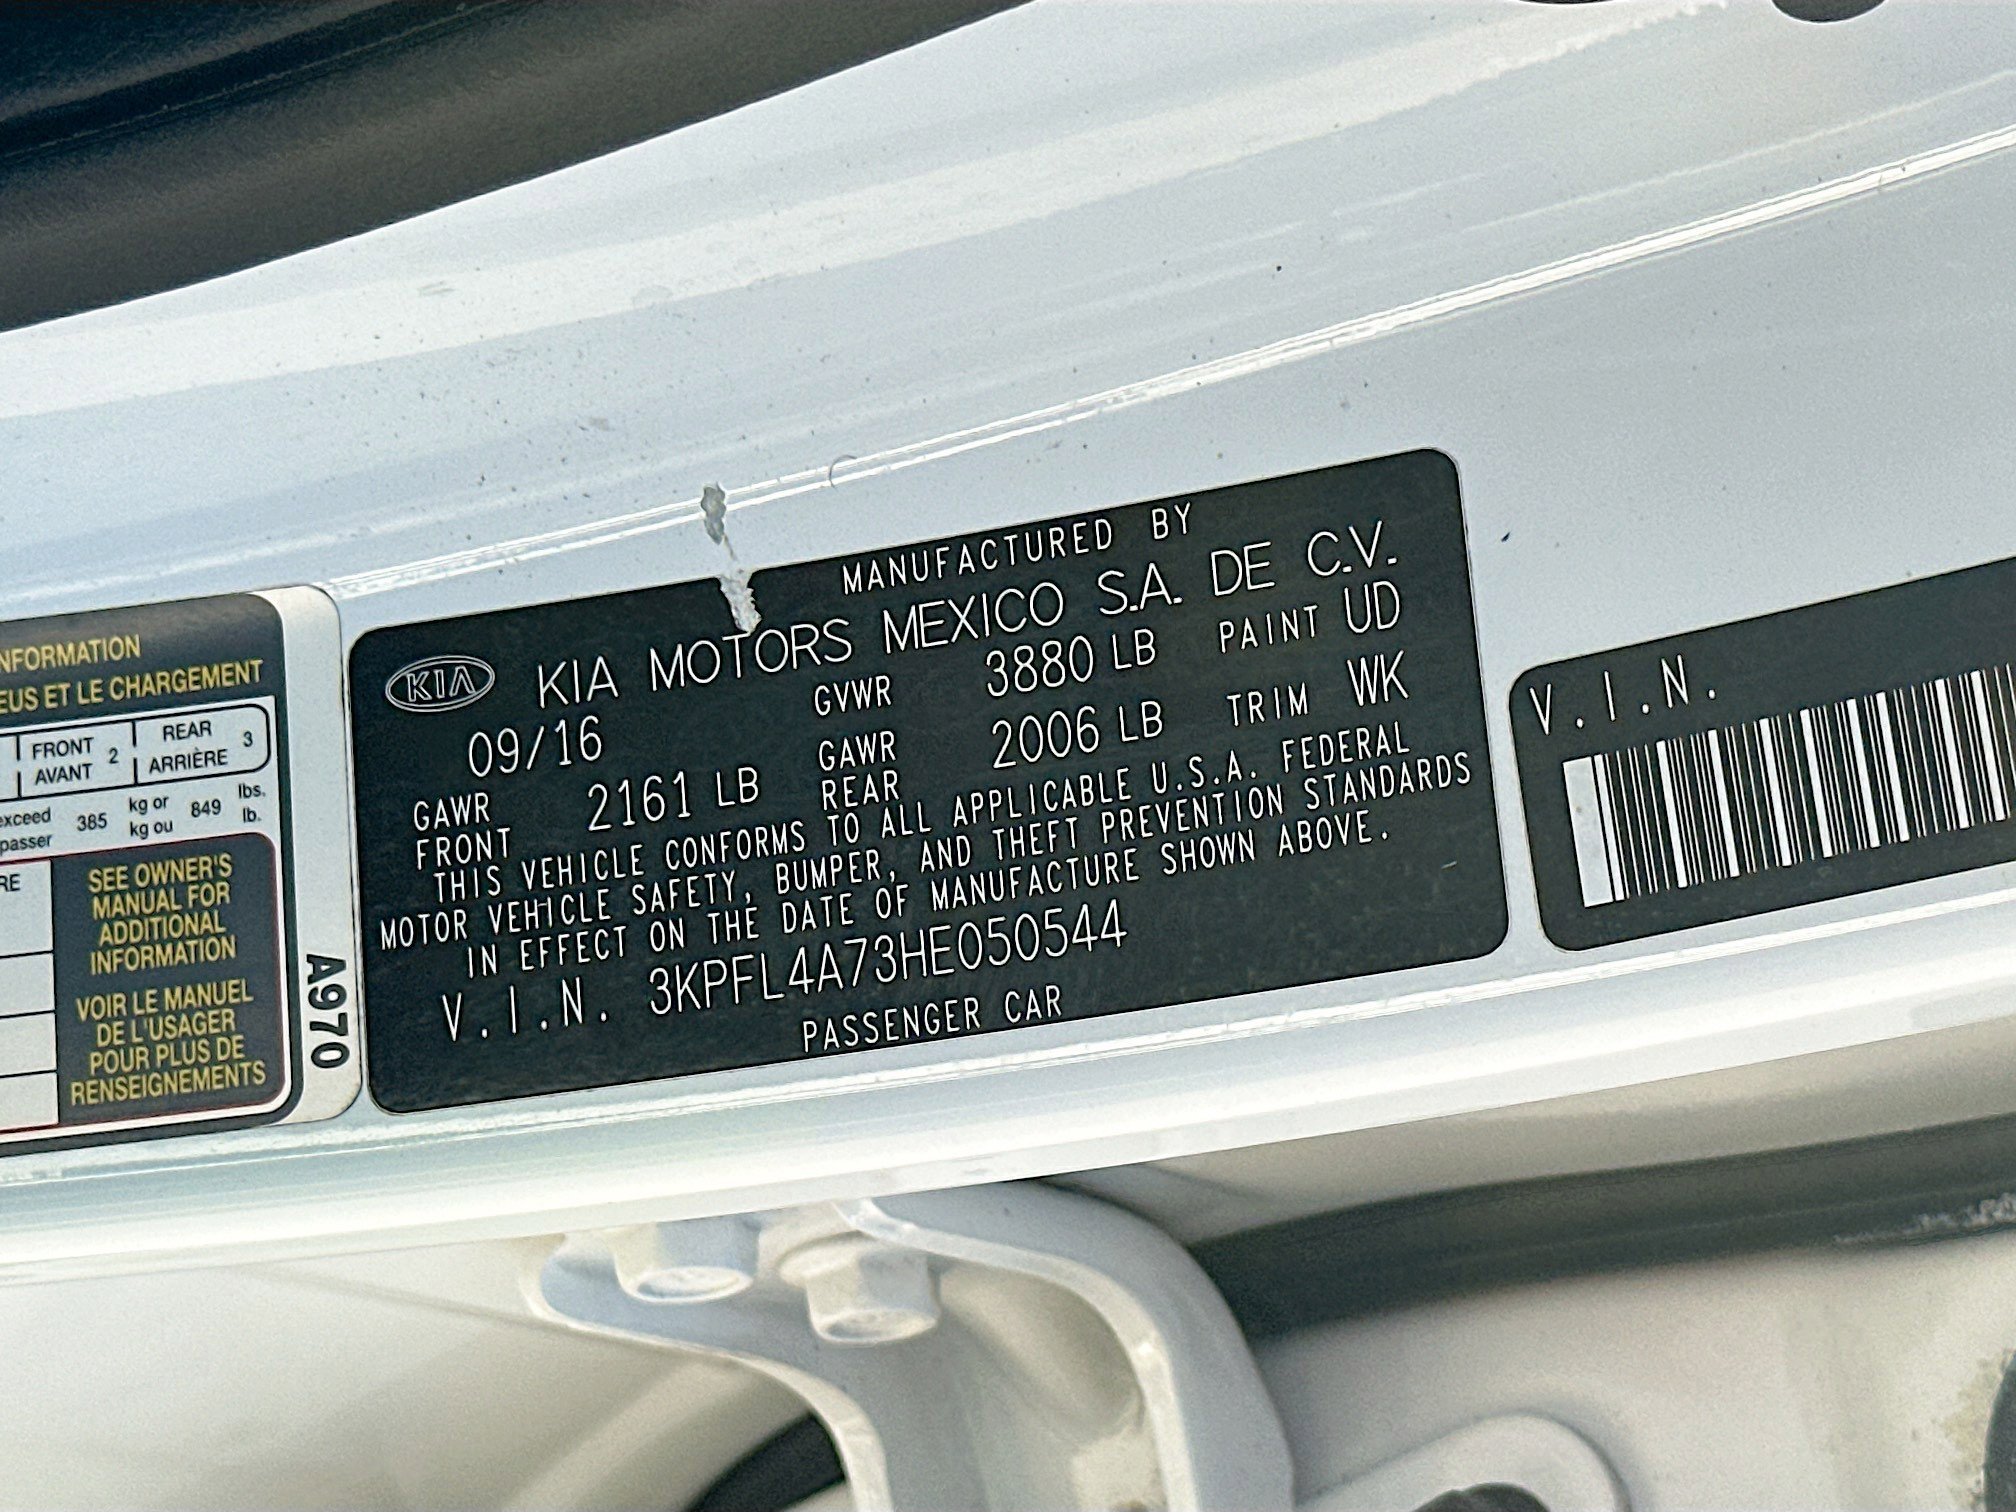 NFORMATION
EUS ET LE CHARGEMENT
FRONT
AVANT 2
REAR
ARRIÈRE 3
exceed
passer 385 kg or
kg ou 849 lbs.
lb.
RE
SEE OWNER'S
MANUAL FOR
ADDITIONAL
INFORMATION
VOIR LE MANUEL
DE L'USAGER
POUR PLUS DE
RENSEIGNEMENTS
A970
MANUFACTURED BY
KIA KIA MOTORS MEXICO S.A. DE C.V.
09/16 GVWR 3880 LB PAINT UD
GAWR
FRONT 2161 LB GAWR
REAR 2006 LB TRIM WK
THIS VEHICLE CONFORMS TO ALL APPLICABLE U.S.A. FEDERAL
MOTOR VEHICLE SAFETY, BUMPER, AND THEFT PREVENTION STANDARDS
IN EFFECT ON THE DATE OF MANUFACTURE SHOWN ABOVE.
V.I.N. 3KPFL4A73HE050544
PASSENGER CAR
V.I.N.